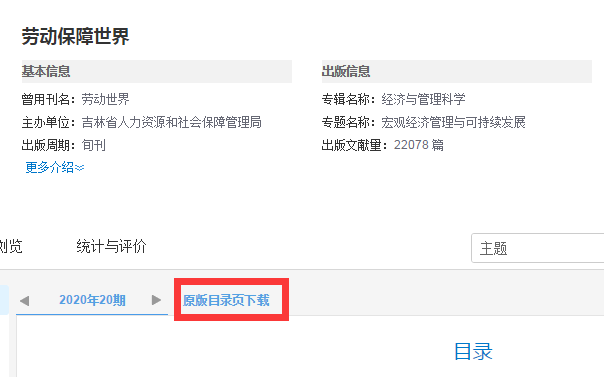 劳动保障世界
基本信息
曾用刊名：劳动世界
主办单位：吉林省人力资源和社会保障管理局
出版周期：旬刊
更多介绍
出版信息
专辑名称：经济与管理科学
专题名称：宏观经济管理与可持续发展
出版文献量：22078 篇
浏览 统计与评价 主题
2020年20期 原版目录页下载
目录